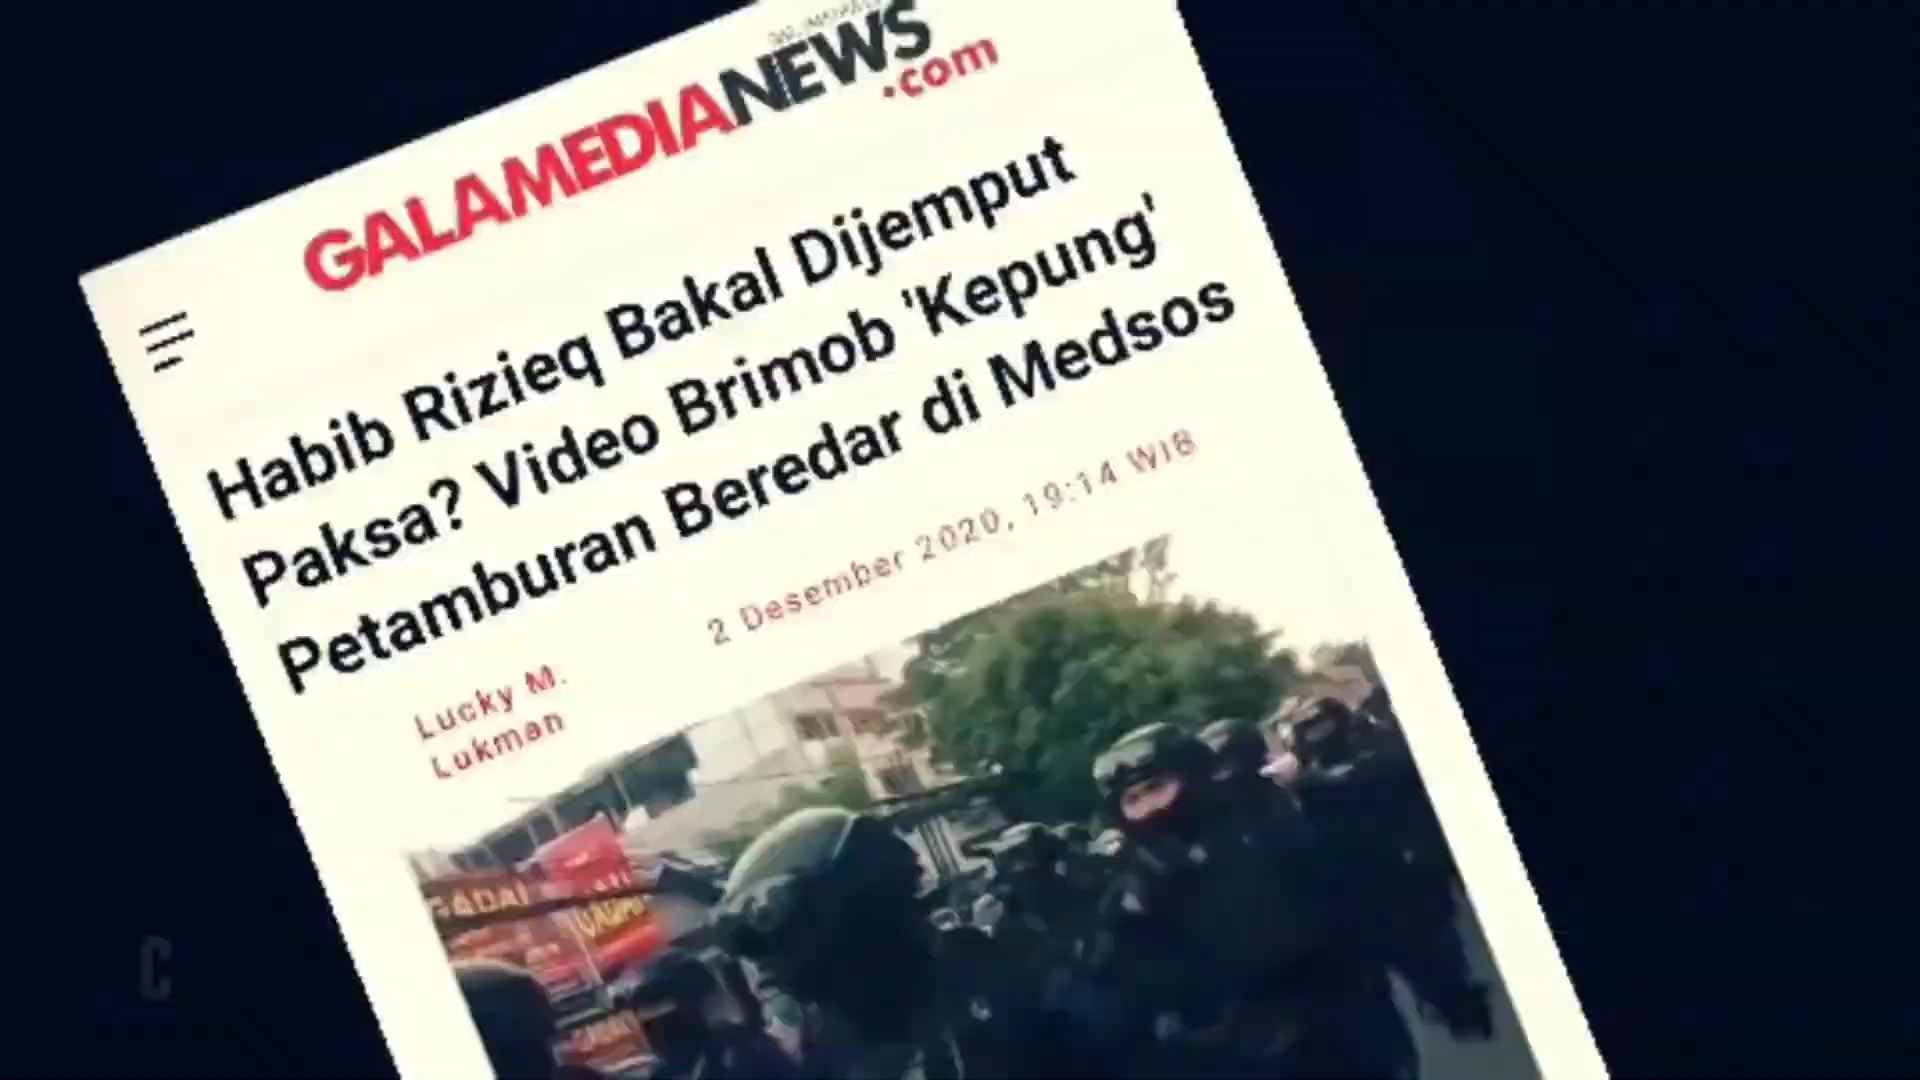 GALAMEDIANEWS
.com
Habib Rizieq Bakal Dijemput
Paksa? Video Brimob 'Kepung'
Petamburan Beredar di Medsos
2 Desember 2020, 19:14 WIB
Lucky M.
Lukman
GADAI
C